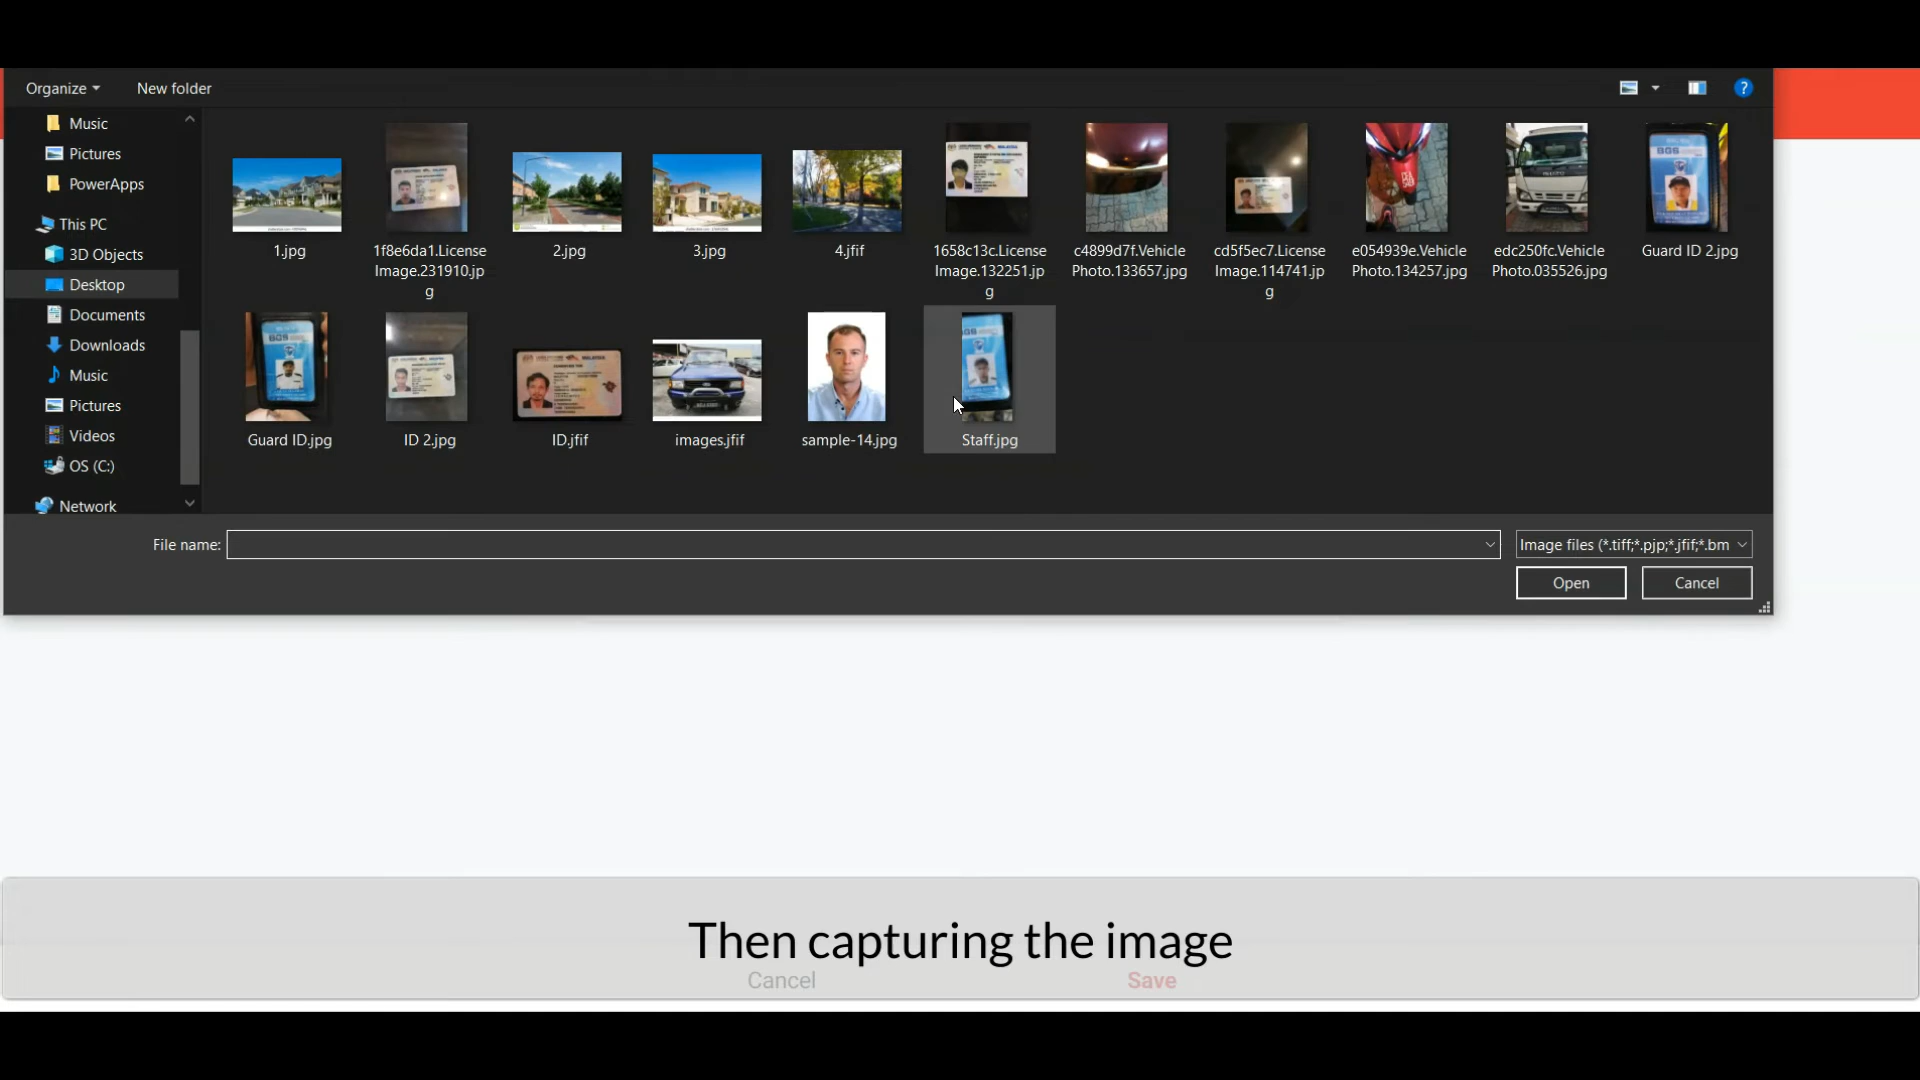 Organize
New folder
?
Music
Pictures
PowerApps
This PC
3D Objects
Desktop
Documents
Downloads
Music
Pictures
Videos
OS (C:)
Network
1.jpg
1f8e6da1.License
Image.231910.jp
g
2.jpg
3.jpg
4.jfif
1658c13c.License
Image.132251.jp
g
c4899d7f.Vehicle
Photo.133657.jpg
cd5f5ec7.License
Image.114741.jp
g
e054939e.Vehicle
Photo.134257.jpg
edc250fc.Vehicle
Photo.035526.jpg
Guard ID 2.jpg
Guard ID.jpg
ID 2.jpg
ID.jfif
images.jfif
sample-14.jpg
Staff.jpg
File name:
Image files (*.tiff;*.pjp;*.jfif;*.bm
Open
Cancel
Then capturing the image
Cancel
Save